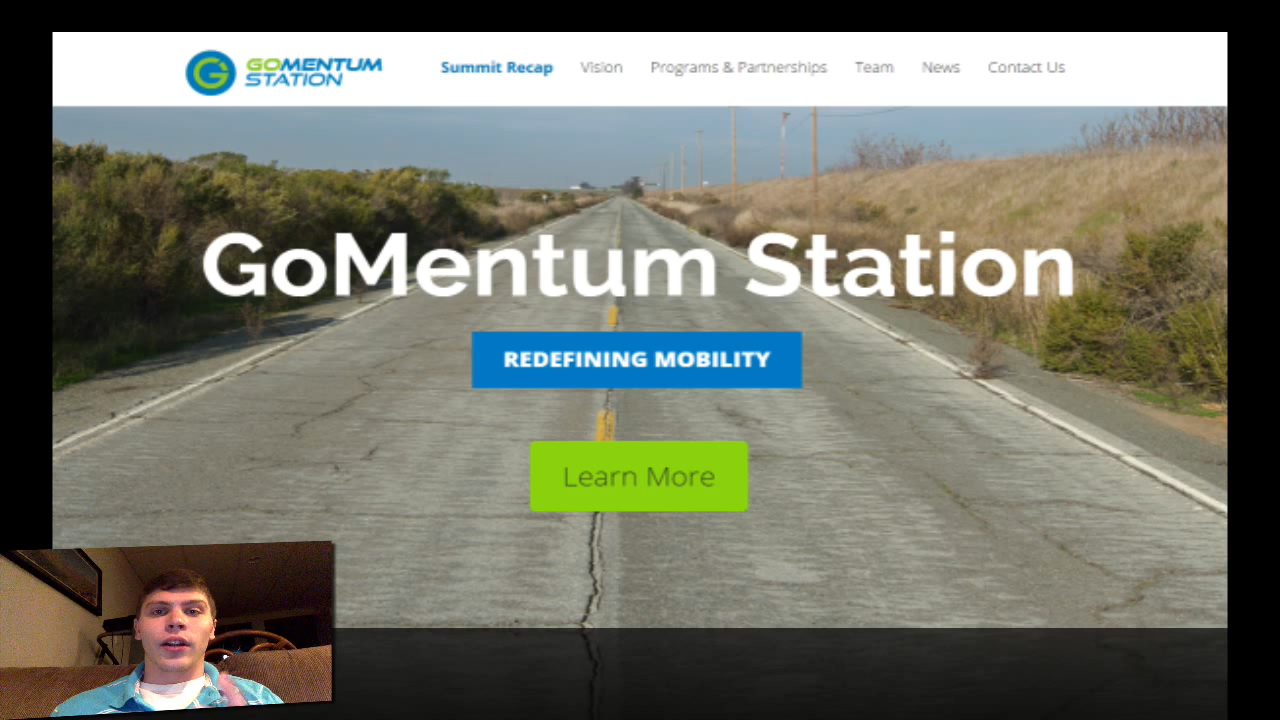 GOMENTUM
STATION
Summit Recap Vision Programs & Partnerships Team News Contact Us
GoMentum Station
REDEFINING MOBILITY
Learn More